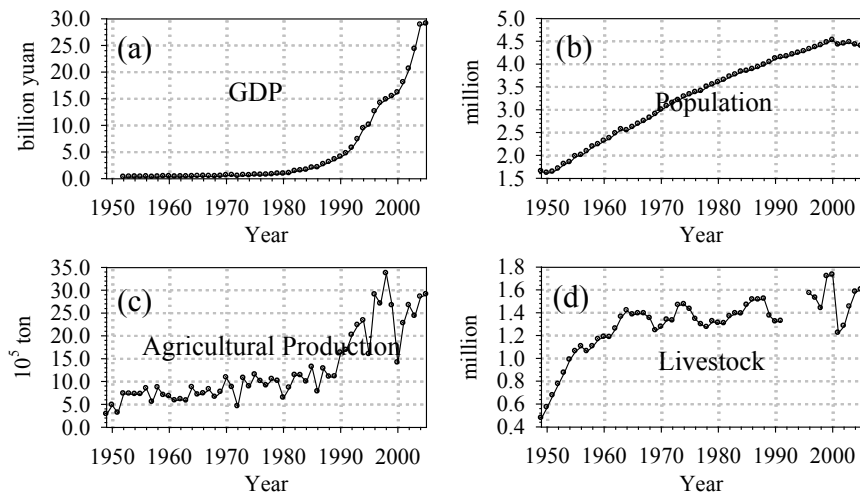 30.0
25.0
20.0
15.0
10.0
5.0
0.0
billion yuan
(a)
GDP
1950 1960 1970 1980 1990 2000
Year
5.0
4.5
4.0
3.5
3.0
2.5
2.0
1.5
million
(b)
Population
1950 1960 1970 1980 1990 2000
Year
35.0
30.0
25.0
20.0
15.0
10.0
5.0
0.0
10⁵ ton
(c)
Agricultural Production
1950 1960 1970 1980 1990 2000
Year
1.8
1.6
1.4
1.2
1.0
0.8
0.6
0.4
million
(d)
Livestock
1950 1960 1970 1980 1990 2000
Year